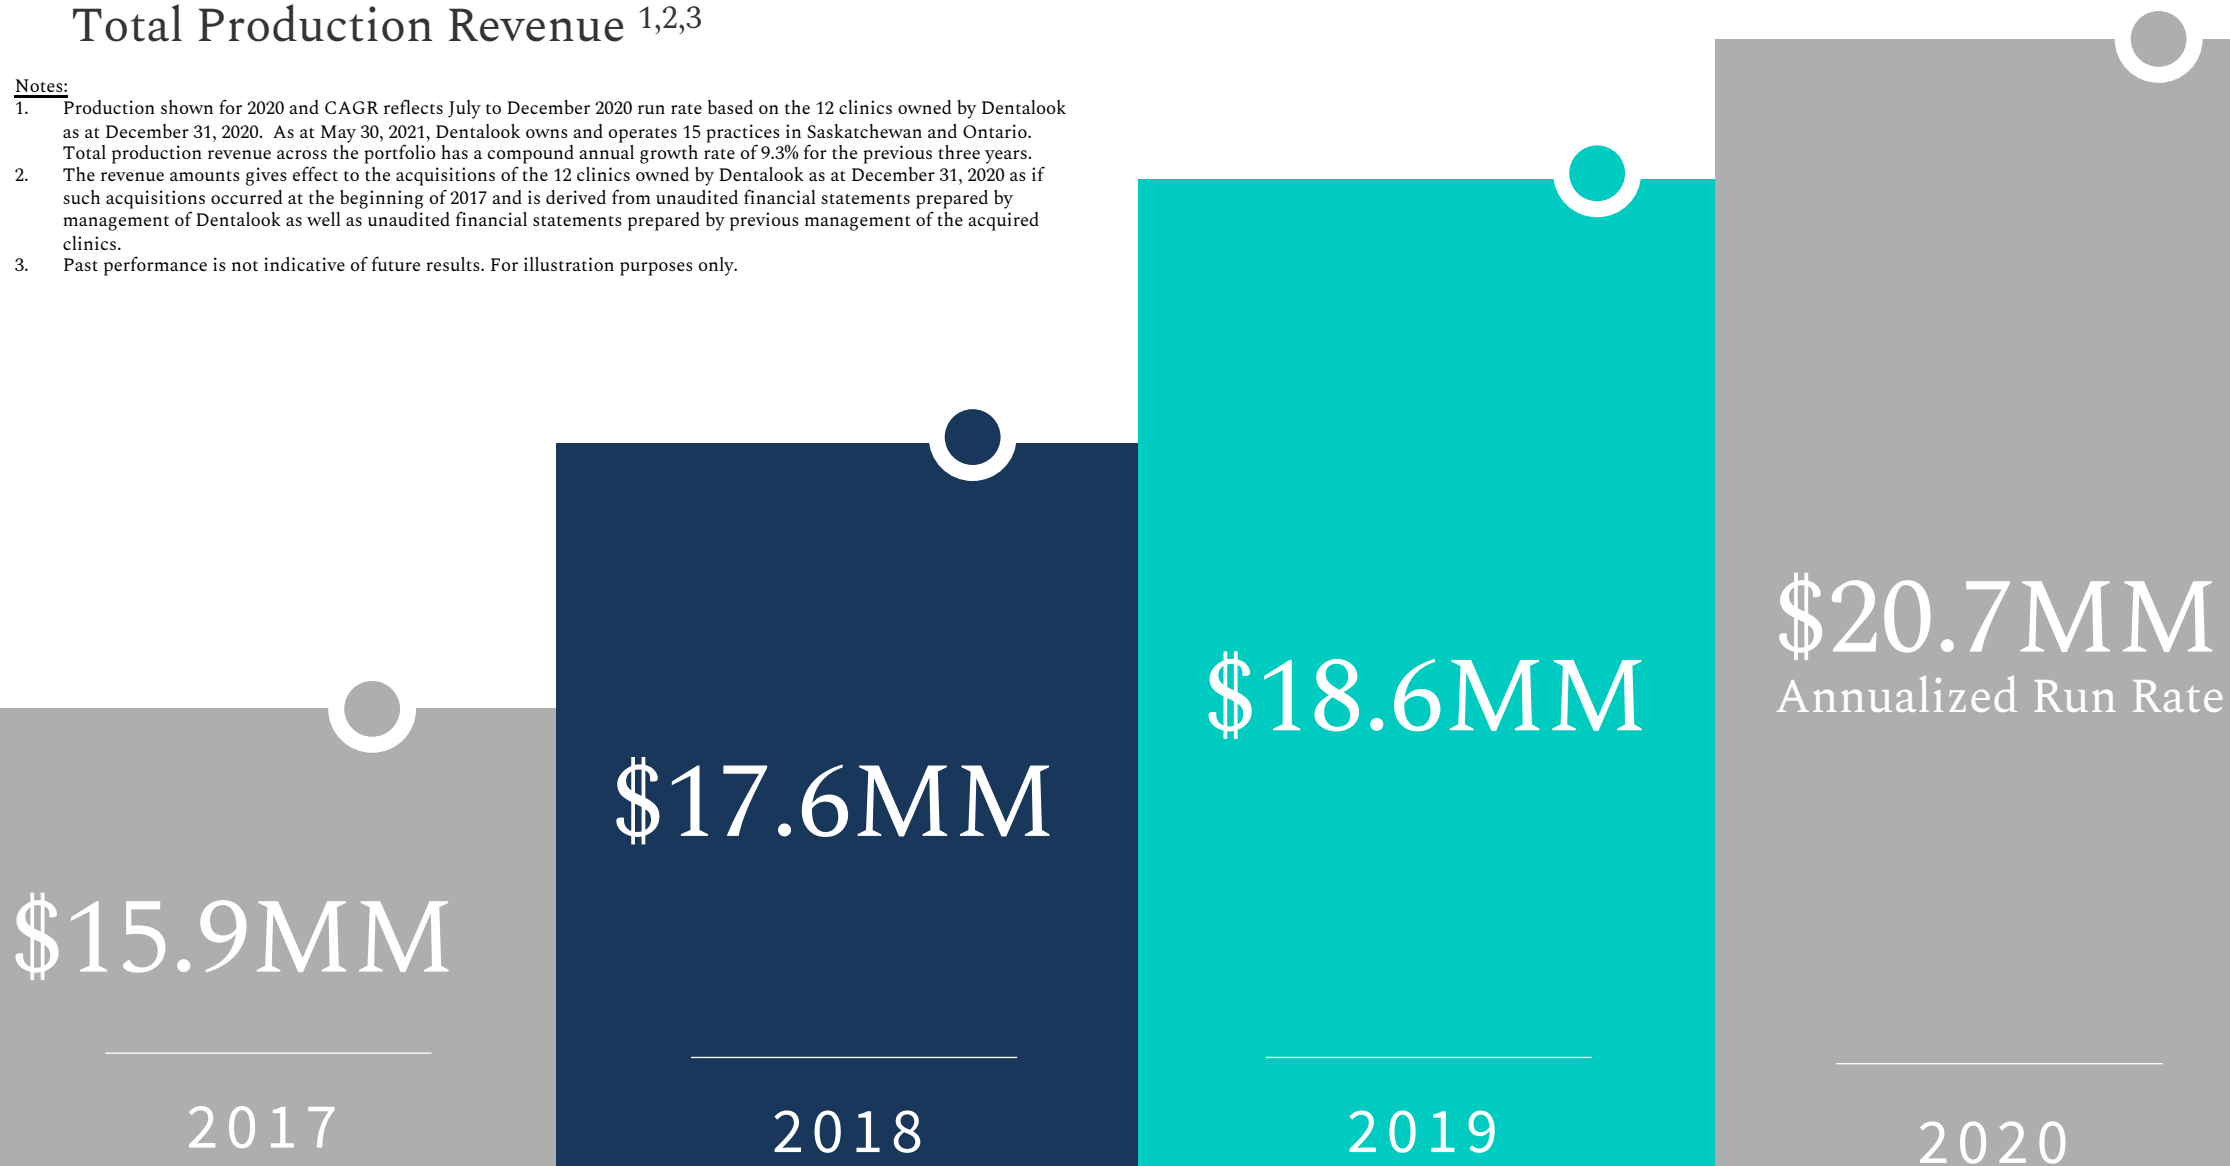 Total Production Revenue 1,2,3
Notes:
1. Production shown for 2020 and CAGR reflects July to December 2020 run rate based on the 12 clinics owned by Dentalook
as at December 31, 2020.  As at May 30, 2021, Dentalook owns and operates 15 practices in Saskatchewan and Ontario.
Total production revenue across the portfolio has a compound annual growth rate of 9.3% for the previous three years.
2. The revenue amounts gives effect to the acquisitions of the 12 clinics owned by Dentalook as at December 31, 2020 as if
such acquisitions occurred at the beginning of 2017 and is derived from unaudited financial statements prepared by
management of Dentalook as well as unaudited financial statements prepared by previous management of the acquired
clinics.
3. Past performance is not indicative of future results. For illustration purposes only.
$15.9MM
2017
$17.6MM
2018
$18.6MM
2019
$20.7MM
Annualized Run Rate
2020